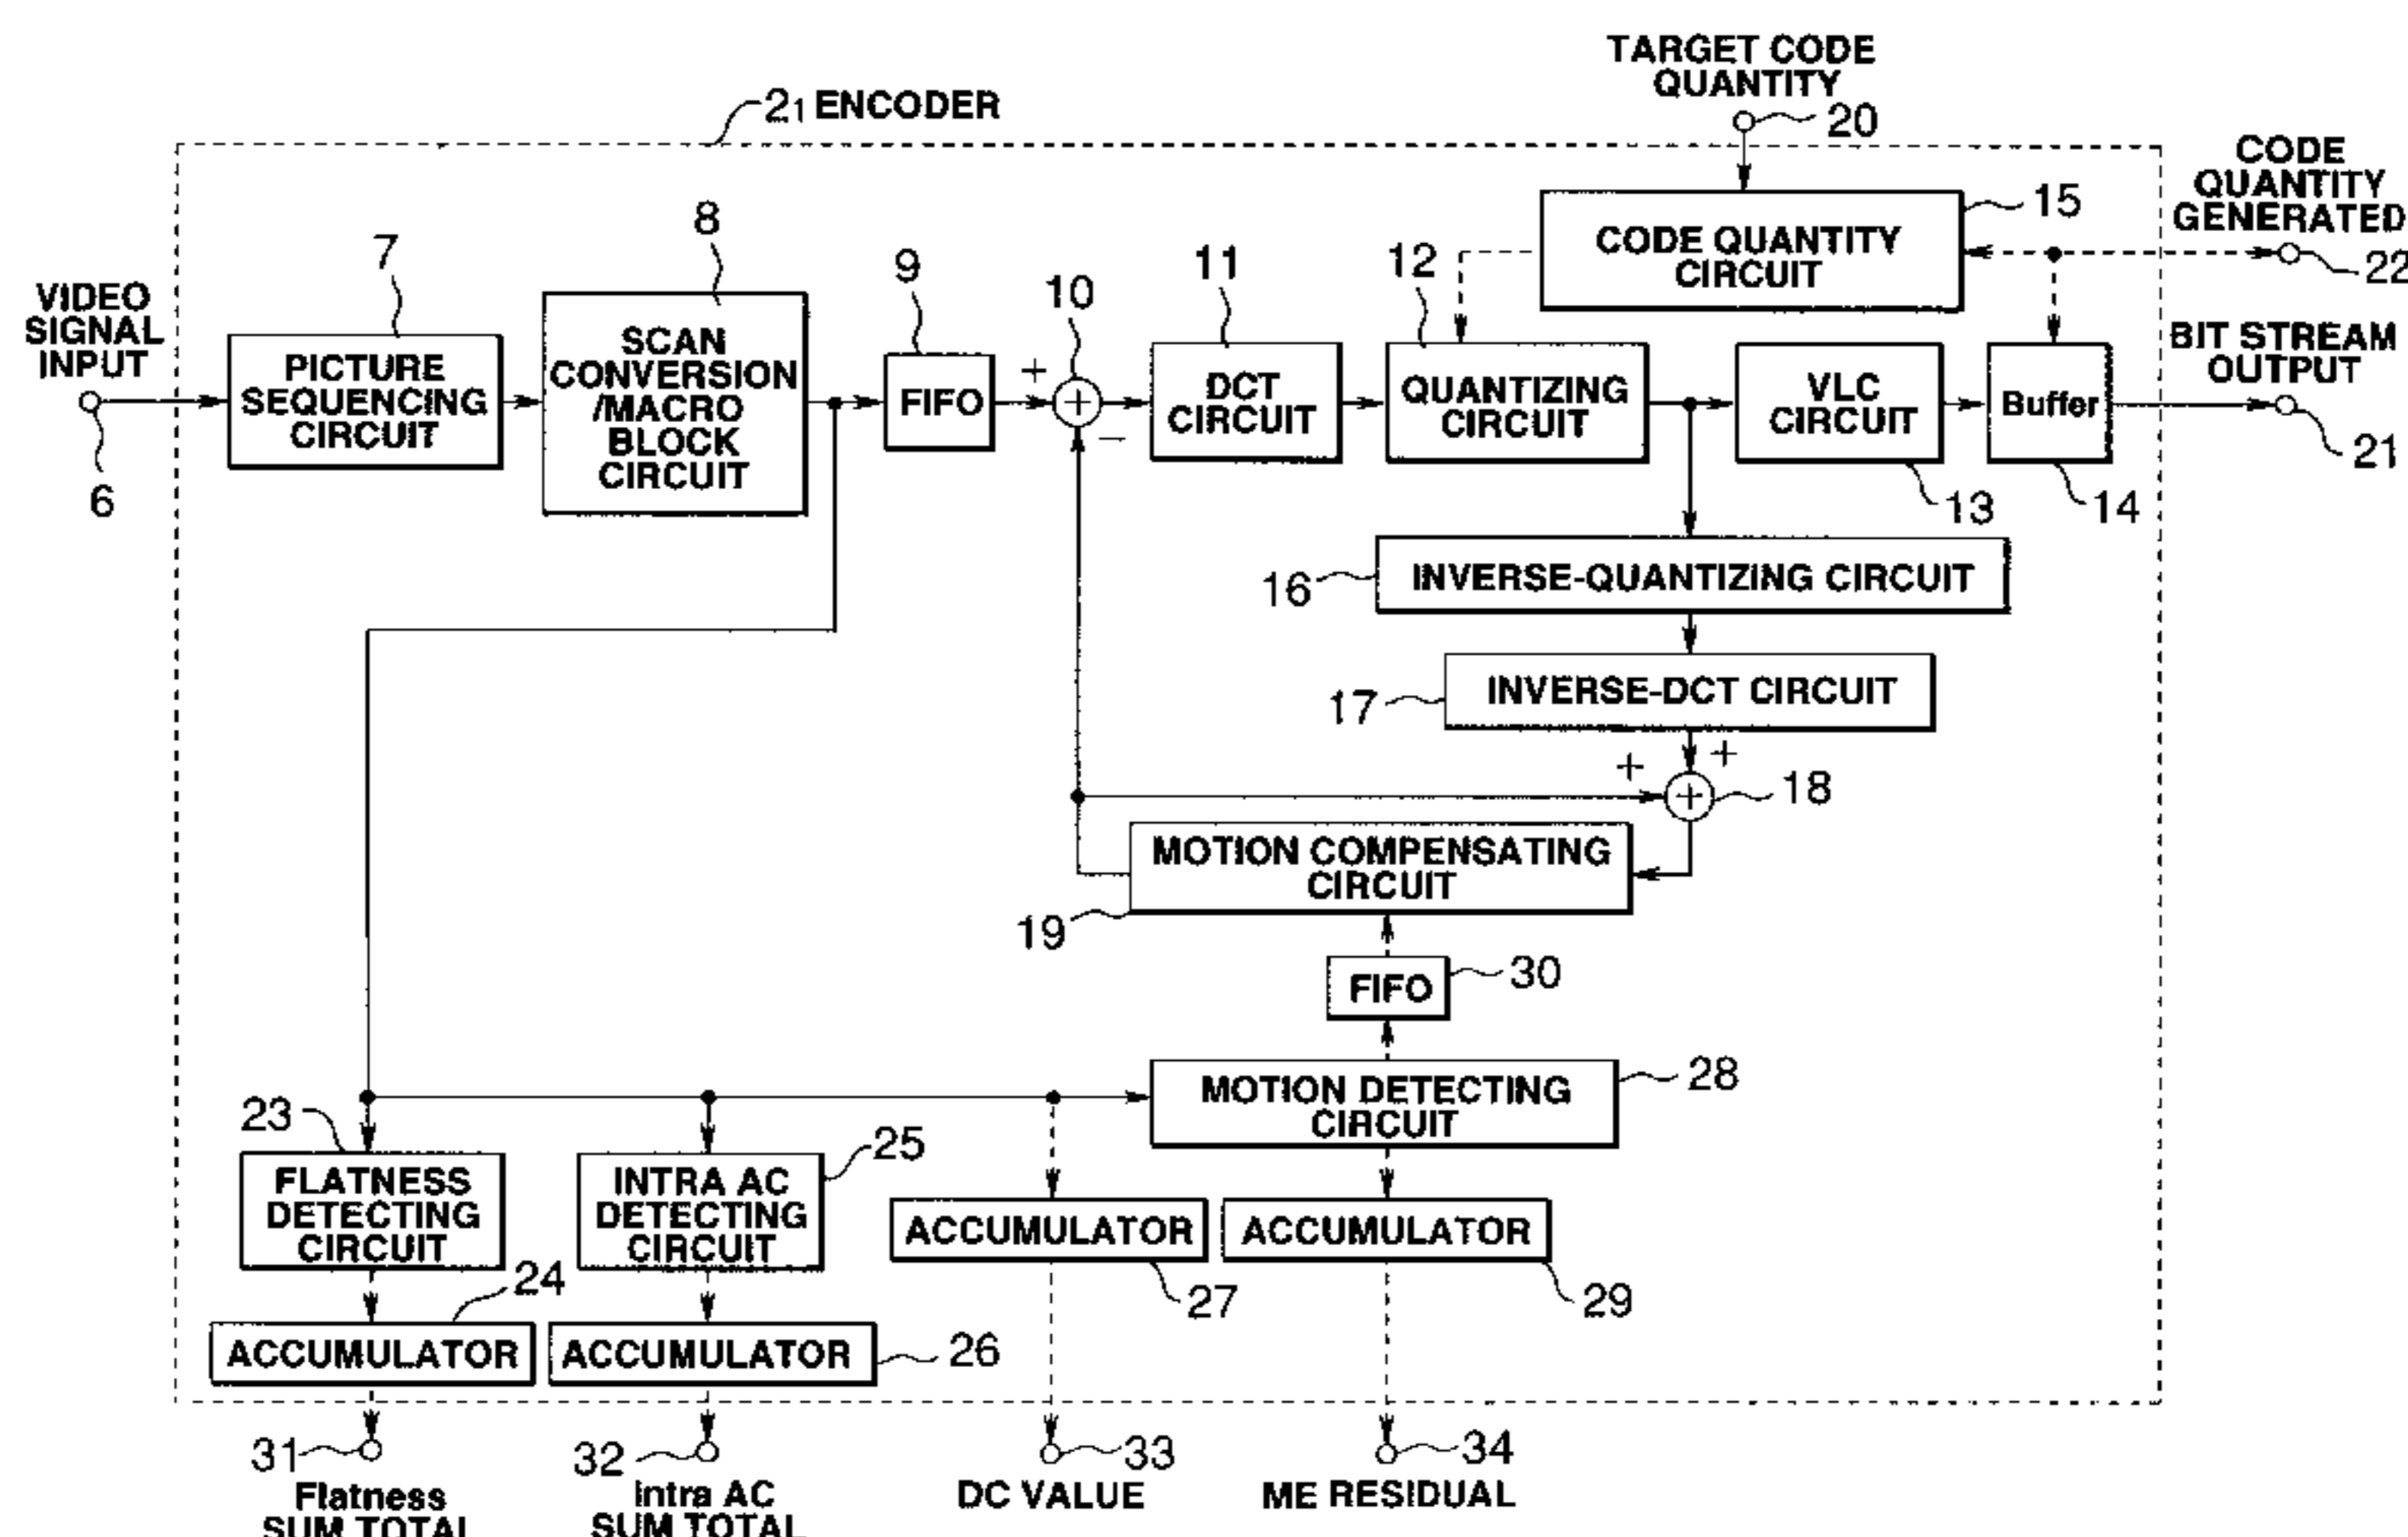 TARGET CODE
QUANTITY
20
2₁ ENCODER
CODE
QUANTITY
GENERATED
22
15
CODE QUANTITY
CIRCUIT
VIDEO
SIGNAL
INPUT
6
7
PICTURE
SEQUENCING
CIRCUIT
8
SCAN
CONVERSION
/MACRO
BLOCK
CIRCUIT
9
FIFO
10
+
+
−
11
DCT
CIRCUIT
12
QUANTIZING
CIRCUIT
VLC
CIRCUIT
13
Buffer
14
BIT STREAM
OUTPUT
21
16
INVERSE-QUANTIZING CIRCUIT
17
INVERSE-DCT CIRCUIT
+ +
+
18
MOTION COMPENSATING
CIRCUIT
19
FIFO
30
MOTION DETECTING
CIRCUIT
28
23
FLATNESS
DETECTING
CIRCUIT
25
INTRA AC
DETECTING
CIRCUIT
ACCUMULATOR
27
ACCUMULATOR
29
24
ACCUMULATOR
ACCUMULATOR
26
31
Flatness
SUM TOTAL
32
Intra AC
SUM TOTAL
33
DC VALUE
34
ME RESIDUAL